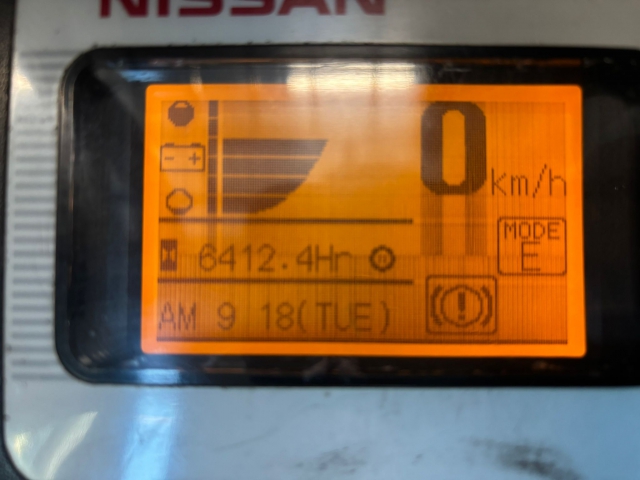 NISSAN
0 km/h
MODE
E
6412.4Hr
AM 9 18(TUE)